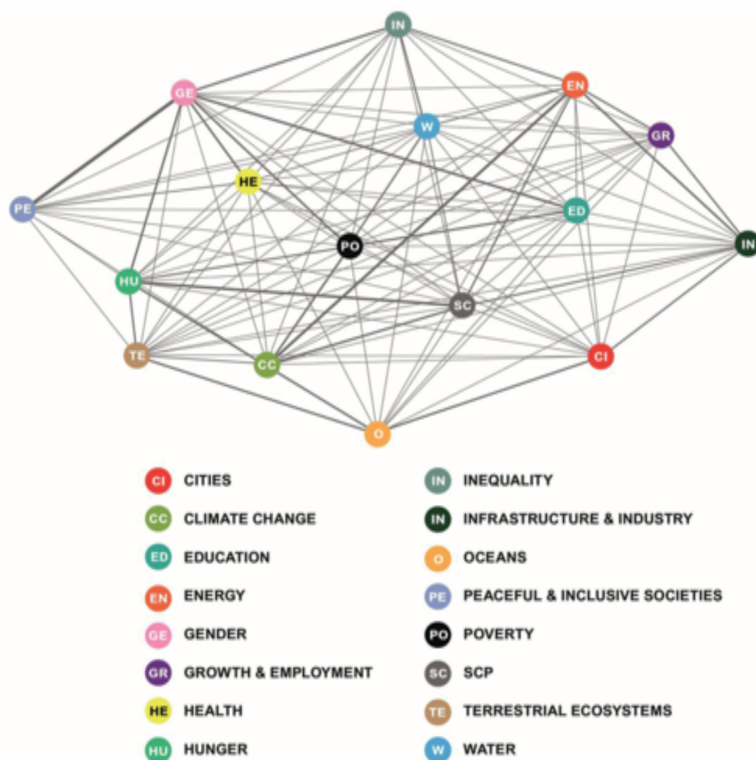 IN
GE
EN
W
GR
HE
PE
ED
PO
IN
HU
SC
TE
CC
CI
O
CI CITIES
IN INEQUALITY
CC CLIMATE CHANGE
IN INFRASTRUCTURE & INDUSTRY
ED EDUCATION
O OCEANS
EN ENERGY
PE PEACEFUL & INCLUSIVE SOCIETIES
GE GENDER
PO POVERTY
GR GROWTH & EMPLOYMENT
SC SCP
HE HEALTH
TE TERRESTRIAL ECOSYSTEMS
HU HUNGER
W WATER